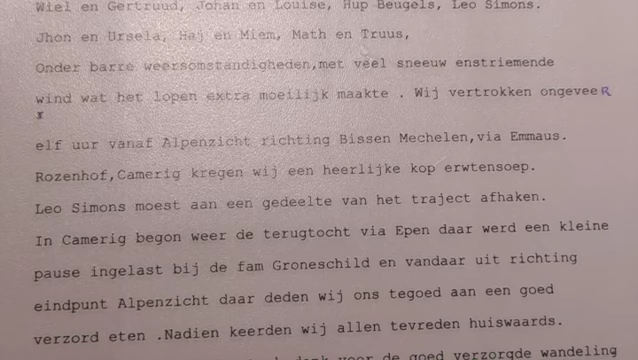 Wiel en Gertruud, Johan en Louise, Hup Beugels, Leo Simons.
Jhon en Ursela, Haj en Miem, Math en Truus,
Onder barre weersomstandigheden,met veel sneeuw enstriemende
wind wat het lopen extra moeilijk maakte . Wij vertrokken ongeveeR
x
elf uur vanaf Alpenzicht richting Bissen Mechelen,via Emmaus.
Rozenhof,Camerig kregen wij een heerlijke kop erwtensoep.
Leo Simons moest aan een gedeelte van het traject afhaken.
In Camerig begon weer de terugtocht via Epen daar werd een kleine
pause ingelast bij de fam Groneschild en vandaar uit richting
eindpunt Alpenzicht daar deden wij ons tegoed aan een goed
verzord eten .Nadien keerden wij allen tevreden huiswaards.
dank voor de goed verzorgde wandeling